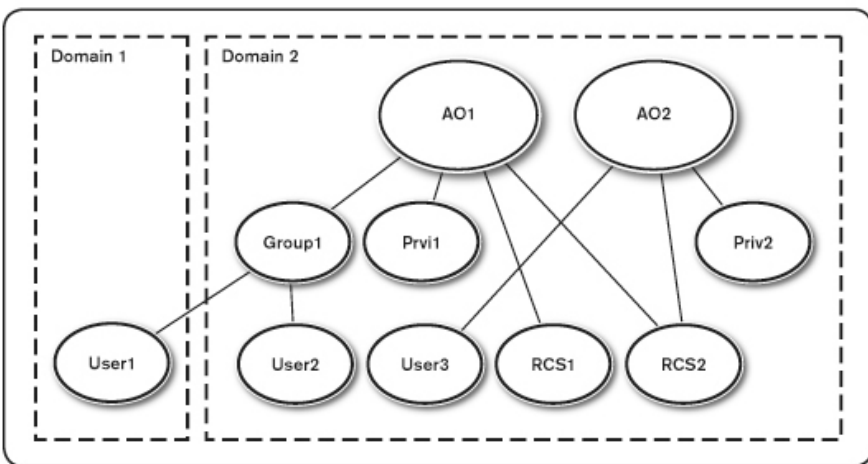 Domain 1
Domain 2
AO1
AO2
Group1
Prvi1
Priv2
User1
User2
User3
RCS1
RCS2